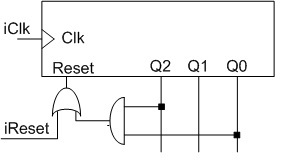 iClk
Clk
Reset Q2 Q1 Q0
iReset